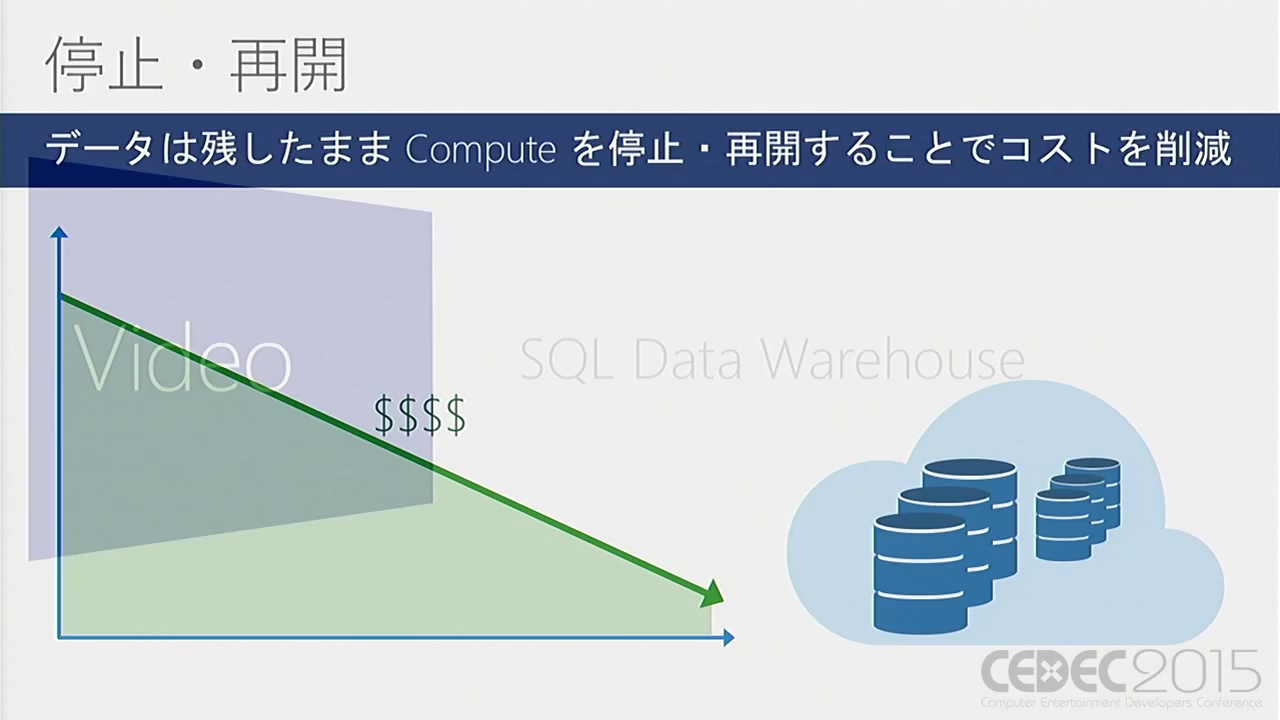 停止・再開
データは残したまま Compute を停止・再開することでコストを削減
Video
SQL Data Warehouse
$$$$
CEDEC2015
Computer Entertainment Developers Conference